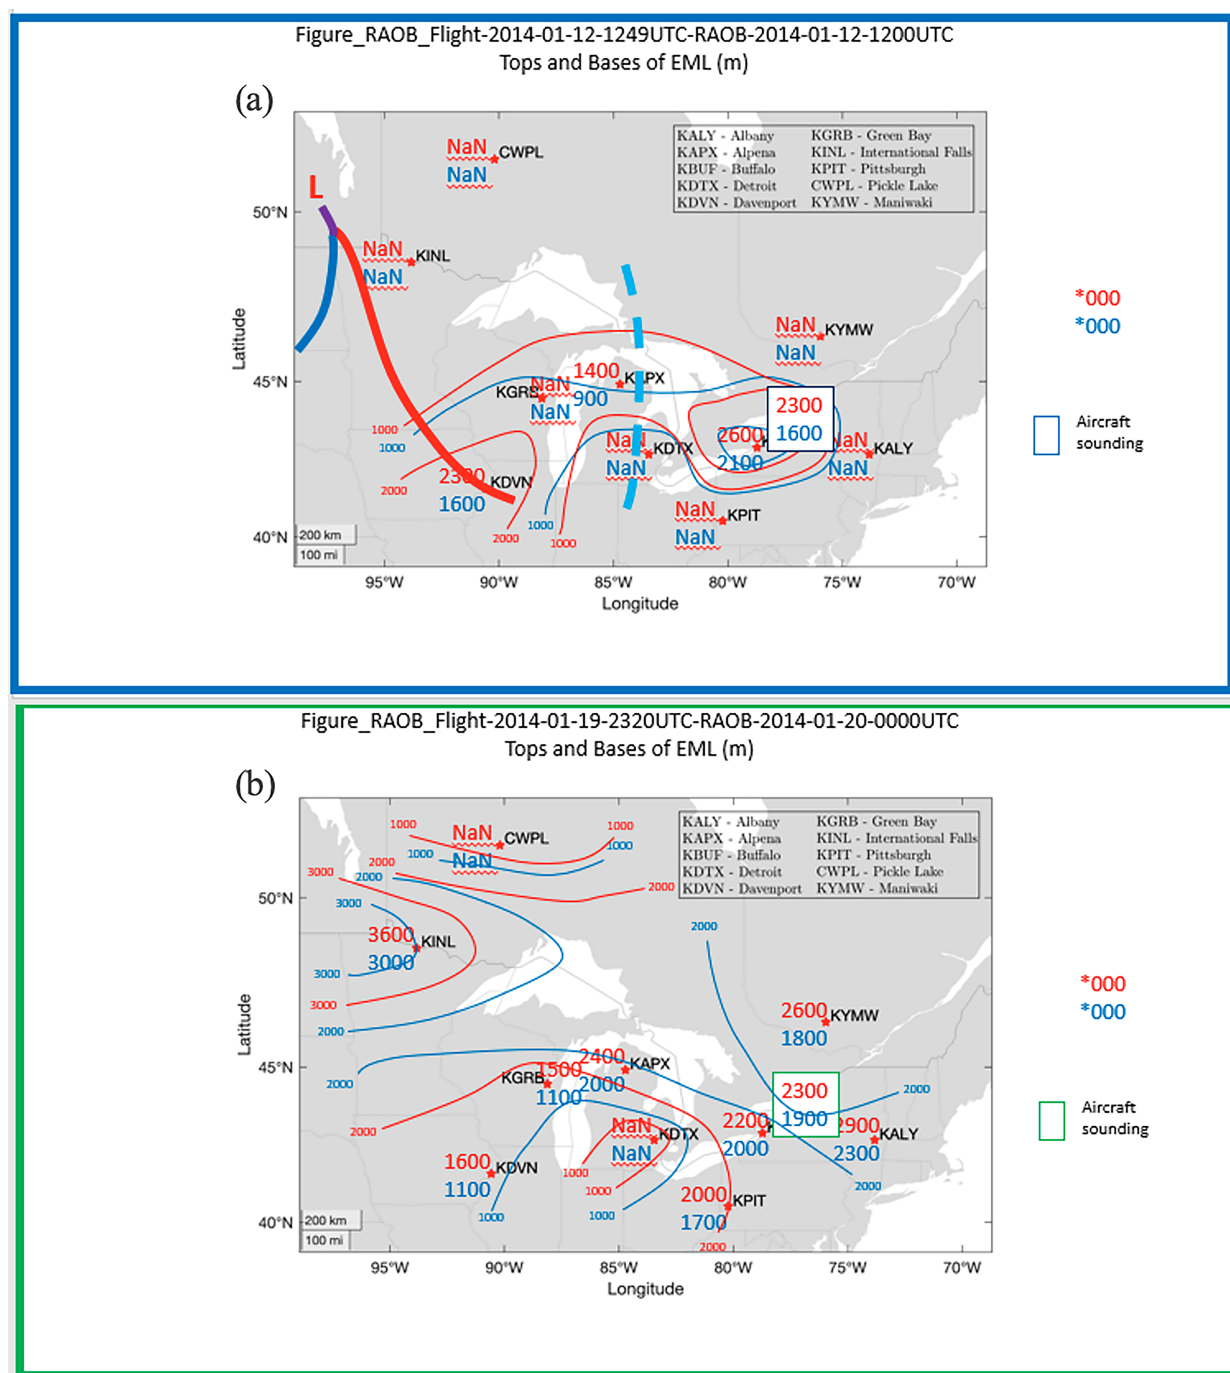 Figure_RAOB_Flight-2014-01-12-1249UTC-RAOB-2014-01-12-1200UTC
Tops and Bases of EML (m)
(a)
KALY - Albany KGRB - Green Bay
KAPX - Alpena KINL - International Falls
KBUF - Buffalo KPIT - Pittsburgh
KDTX - Detroit CWPL - Pickle Lake
KDVN - Davenport KYMW - Maniwaki
NaN CWPL
NaN
L
50°N
NaN KINL
NaN
*000
*000
Latitude
NaN KYMW
NaN
45°N
1400 KAPX
KGRB NaN 900
NaN
2300
1600
Aircraft
sounding
1000
1000
2600
2100
NaN KDTX
NaN
NaN KALY
NaN
2300 KDVN
1600
2000
2000
1000
1000
NaN KPIT
NaN
40°N
200 km
100 mi
95°W 90°W 85°W 80°W 75°W 70°W
Longitude
Figure_RAOB_Flight-2014-01-19-2320UTC-RAOB-2014-01-20-0000UTC
Tops and Bases of EML (m)
(b)
KALY - Albany KGRB - Green Bay
KAPX - Alpena KINL - International Falls
KBUF - Buffalo KPIT - Pittsburgh
KDTX - Detroit CWPL - Pickle Lake
KDVN - Davenport KYMW - Maniwaki
1000 NaN CWPL 1000
1000 NaN 1000
3000 2000 2000
2000
50°N
3000
2000
3600 KINL
3000
3000
3000
2000
*000
*000
Latitude
2600 KYMW
1800
45°N
2000
2400 KAPX
2000
KGRB 1500
1100
2300
1900
2000
Aircraft
sounding
2000
NaN KDTX
NaN
2200
2000
2900 KALY
2300
1600 KDVN
1100
1000
1000
2000
2000 KPIT
1700
1000
1000
2000
40°N
200 km
100 mi
95°W 90°W 85°W 80°W 75°W 70°W
Longitude